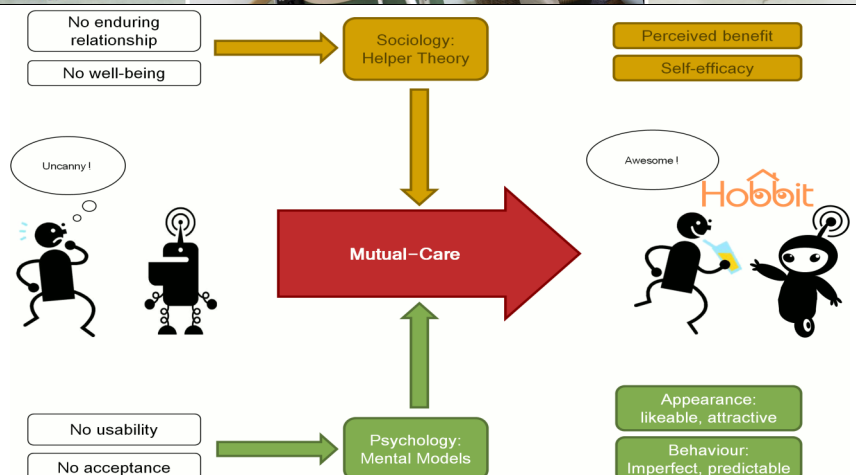 No enduring
relationship
No well-being
Sociology:
Helper Theory
Perceived benefit
Self-efficacy
Uncanny !
Awesome !
Hobbit
Mutual-Care
No usability
No acceptance
Psychology:
Mental Models
Appearance:
likeable, attractive
Behaviour:
Imperfect, predictable